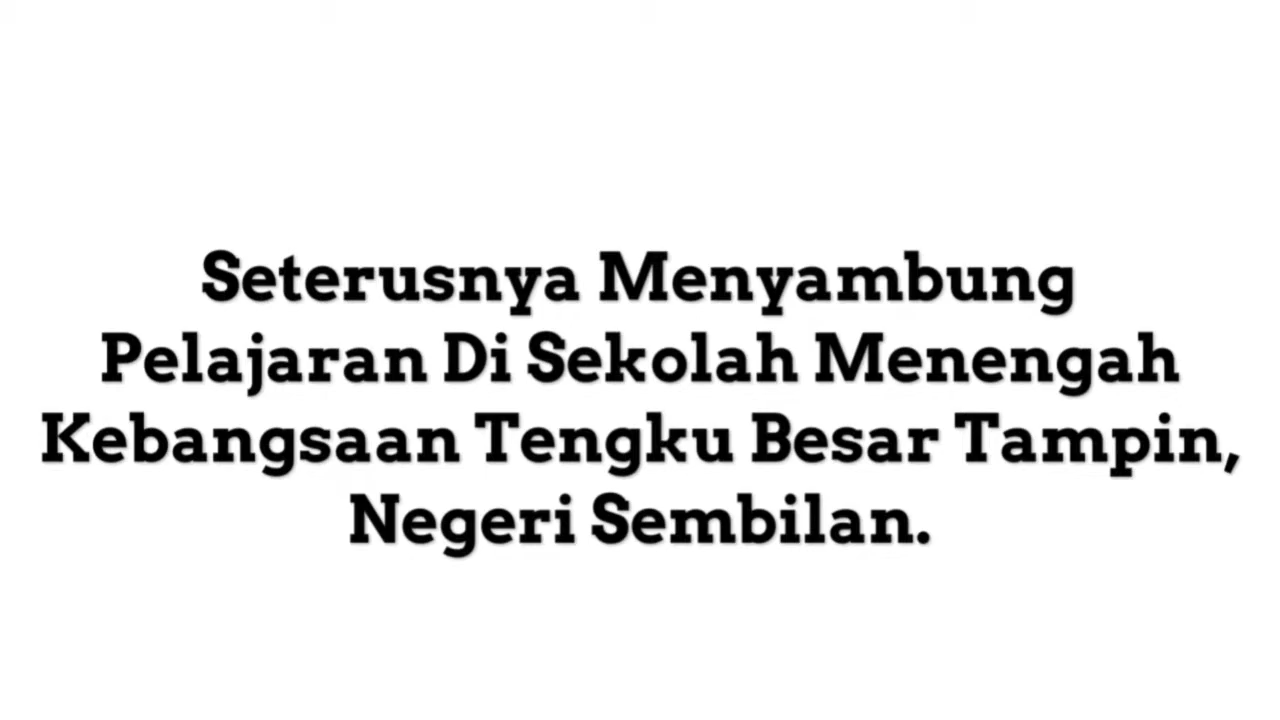 Seterusnya Menyambung
Pelajaran Di Sekolah Menengah
Kebangsaan Tengku Besar Tampin,
Negeri Sembilan.